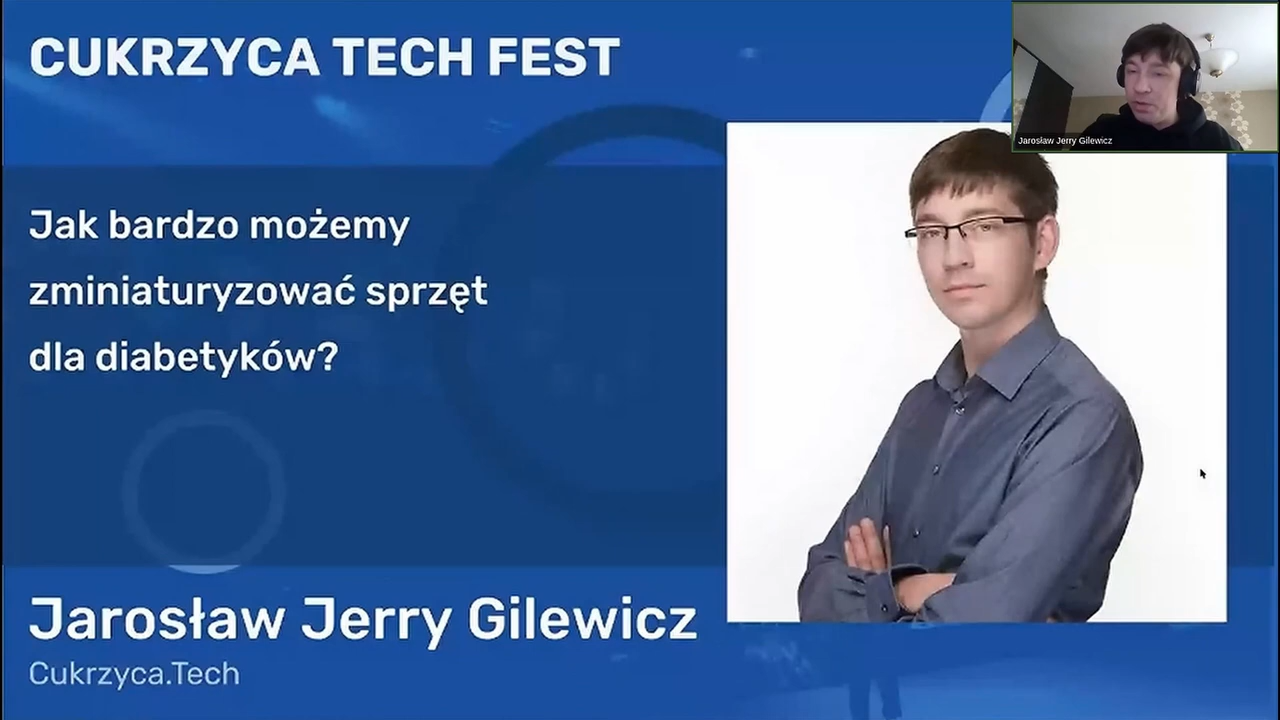 CUKRZYCA TECH FEST
Jarosław Jerry Gilewicz
Jak bardzo możemy
zminiaturyzować sprzęt
dla diabetyków?
Jarosław Jerry Gilewicz
Cukrzyca.Tech